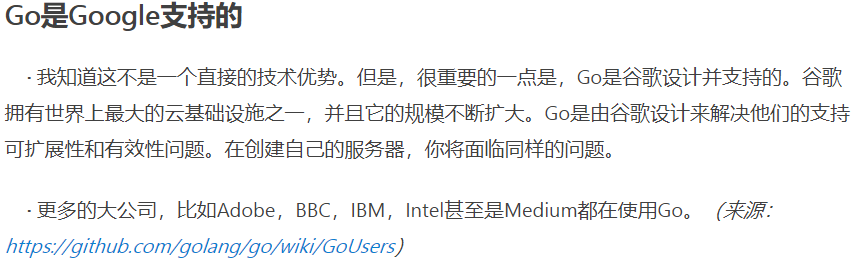 Go是Google支持的
· 我知道这不是一个直接的技术优势。但是，很重要的一点是，Go是谷歌设计并支持的。谷歌
拥有世界上最大的云基础设施之一，并且它的规模不断扩大。Go是由谷歌设计来解决他们的支持
可扩展性和有效性问题。在创建自己的服务器，你将面临同样的问题。
· 更多的大公司，比如Adobe，BBC，IBM，Intel甚至是Medium都在使用Go。（来源：
https://github.com/golang/go/wiki/GoUsers）